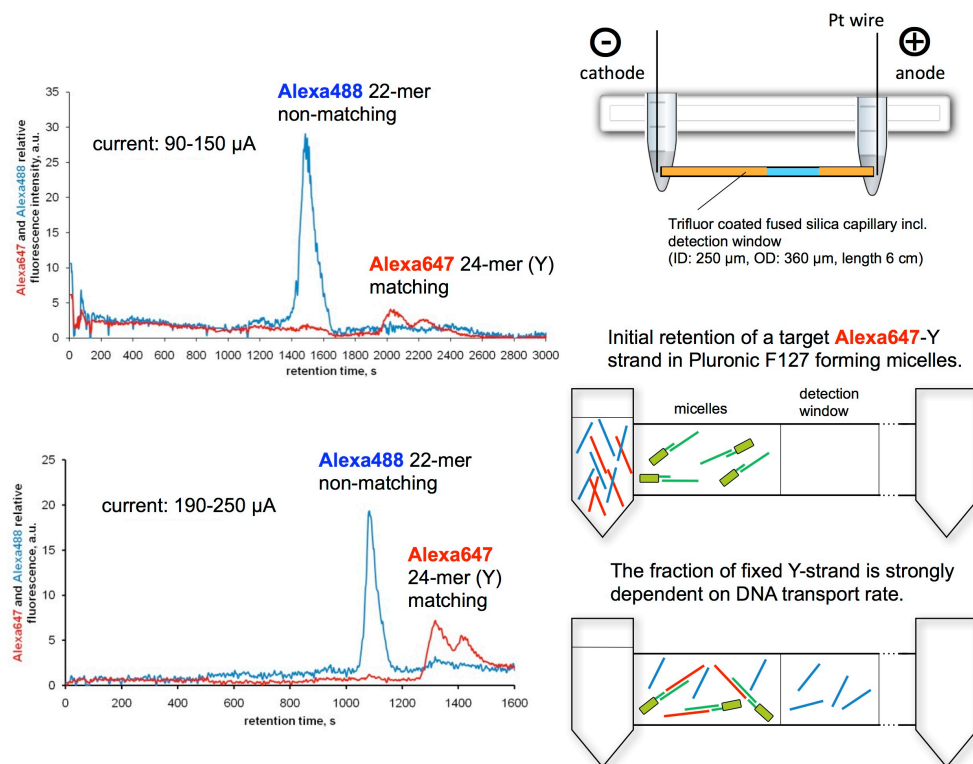 Alexa488 22-mer
non-matching
current: 90-150 µA
Alexa647 24-mer (Y)
matching
Alexa647 and Alexa488 relative
fluorescence intensity, a.u.
35
30
25
20
15
10
5
0
0 200 400 600 800 1000 1200 1400 1600 1800 2000 2200 2400 2600 2800 3000
retention time, s
Pt wire
cathode
anode
Trifluor coated fused silica capillary incl.
detection window
(ID: 250 µm, OD: 360 µm, length 6 cm)
Alexa488 22-mer
non-matching
current: 190-250 µA
Alexa647
24-mer (Y)
matching
Alexa647 and Alexa488 relative
fluorescence, a.u.
25
20
15
10
5
0
0 200 400 600 800 1000 1200 1400 1600
retention time, s
Initial retention of a target Alexa647-Y
strand in Pluronic F127 forming micelles.
micelles
detection
window
The fraction of fixed Y-strand is strongly
dependent on DNA transport rate.